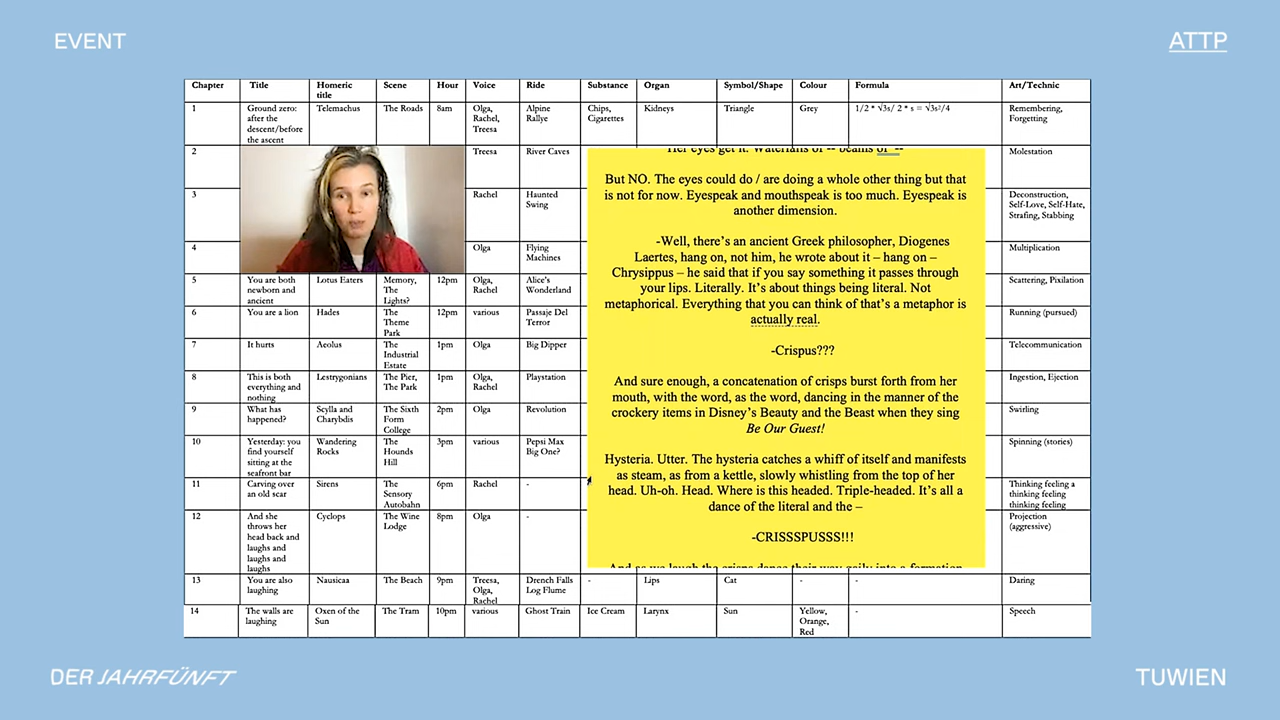 EVENT
ATTP
Chapter Title Homeric title Scene Hour Voice Ride Substance Organ Symbol/Shape Colour Formula Art/Technic
1 Ground zero: after the descent/before the ascent Telemachus The Roads 8am Olga, Rachel, Treesa Alpine Rallye Chips, Cigarettes Kidneys Triangle Grey 1/2 * √3s/ 2 * s = √3s²/4 Remembering, Forgetting
2 Treesa River Caves Molestation
3 Rachel Haunted Swing Deconstruction, Self-Love, Self-Hate, Strafing, Stabbing
4 Olga Flying Machines Multiplication
5 You are both newborn and ancient Lotus Eaters Memory, The Lights? 12pm Olga, Rachel Alice's Wonderland Scattering, Pixilation
6 You are a lion Hades The Theme Park 12pm various Passaje Del Terror Running (pursued)
7 It hurts Aeolus The Industrial Estate 1pm Olga Big Dipper Telecommunication
8 This is both everything and nothing Lestrygonians The Pier, The Park 1pm Olga, Rachel Playstation Ingestion, Ejection
9 What has happened? Scylla and Charybdis The Sixth Form College 2pm Olga Revolution Swirling
10 Yesterday: you find yourself sitting at the seafront bar Wandering Rocks The Hounds Hill 3pm various Pepsi Max Big One? Spinning (stories)
11 Carving over an old scar Sirens The Sensory Autobahn 6pm Rachel - Thinking feeling a thinking feeling thinking feeling
12 And she throws her head back and laughs and laughs and laughs Cyclops The Wine Lodge 8pm Olga - Projection (aggressive)
13 You are also laughing Nausicaa The Beach 9pm Treesa, Olga, Rachel Drench Falls Log Flume - Lips Cat - - Daring
14 The walls are laughing Oxen of the Sun The Tram 10pm various Ghost Train Ice Cream Larynx Sun Yellow, Orange, Red - Speech
But NO. The eyes could do / are doing a whole other thing but that
is not for now. Eyespeak and mouthspeak is too much. Eyespeak is
another dimension.
-Well, there's an ancient Greek philosopher, Diogenes
Laertes, hang on, not him, he wrote about it – hang on –
Chrysippus – he said that if you say something it passes through
your lips. Literally. It's about things being literal. Not
metaphorical. Everything that you can think of that's a metaphor is
actually real.
-Crispus???
And sure enough, a concatenation of crisps burst forth from her
mouth, with the word, as the word, dancing in the manner of the
crockery items in Disney's Beauty and the Beast when they sing
Be Our Guest!
Hysteria. Utter. The hysteria catches a whiff of itself and manifests
as steam, as from a kettle, slowly whistling from the top of her
head. Uh-oh. Head. Where is this headed. Triple-headed. It's all a
dance of the literal and the –
-CRISSSPUSSS!!!
And as we laugh the crisps dance their way gaily into a formation
DER JAHRFÜNFT
TUWIEN